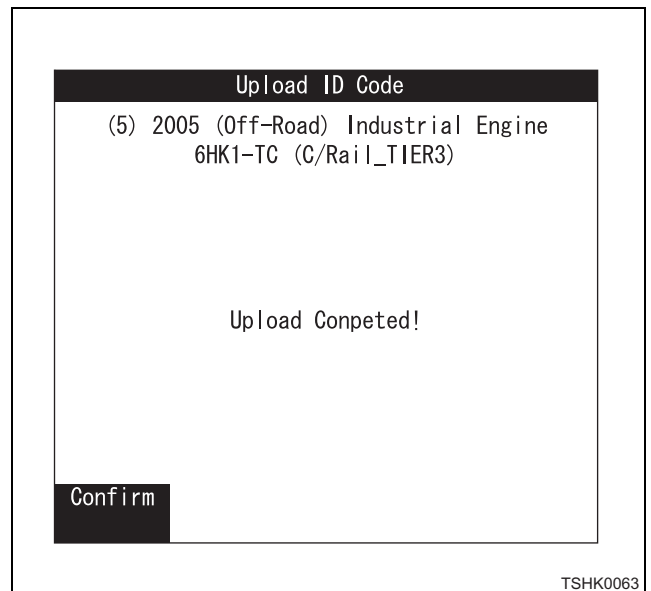 Upload ID Code
(5) 2005 (Off-Road) Industrial Engine
6HK1-TC (C/Rail_TIER3)
Upload Conpeted!
Confirm
TSHK0063